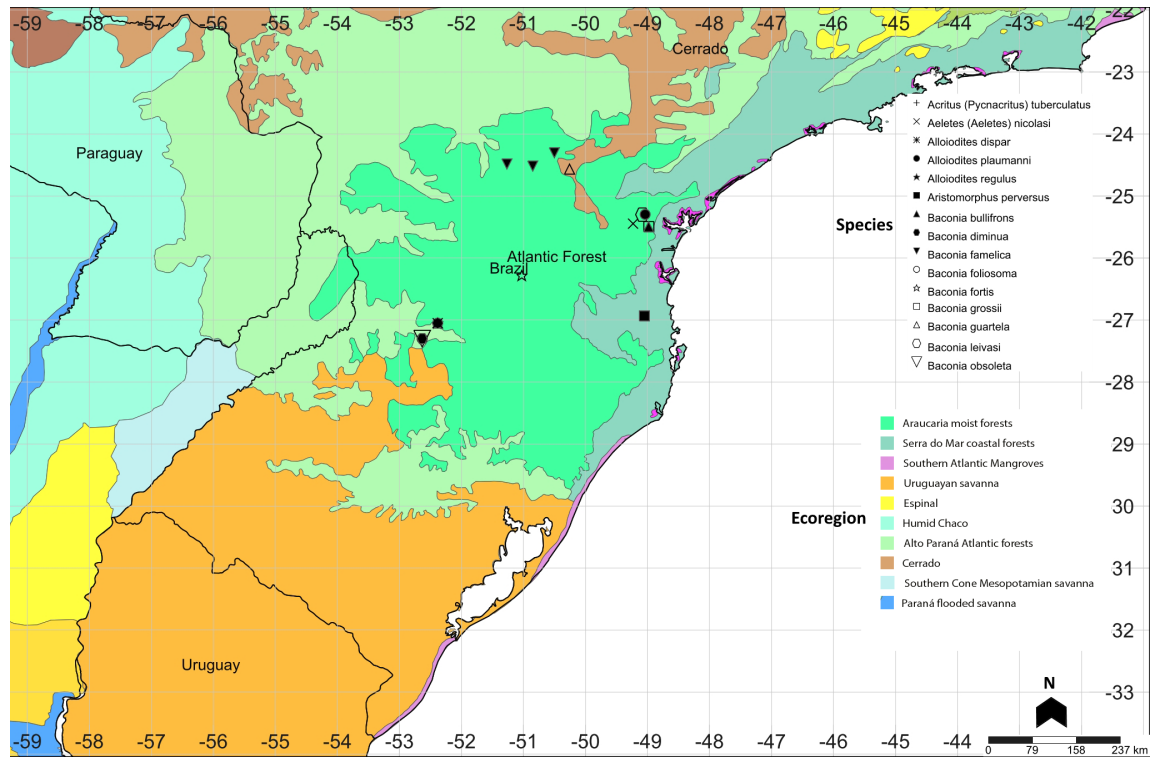 -59 -58 -57 -56 -55 -54 -53 -52 -51 -50 -49 -48 -47 -46 -45 -44 -43 -42
-22
Cerrado
-23
-24
-25
-26
-27
-28
-29
30
31
32
-33
Paraguay
Atlantic Forest
Brazil
Uruguay
Species
Acritus (Pycnacritus) tuberculatus
Aeletes (Aeletes) nicolasi
Alloiodites dispar
Alloiodites plaumanni
Alloiodites regulus
Aristomorphus perversus
Baconia bullifrons
Baconia diminua
Baconia famelica
Baconia foliosoma
Baconia fortis
Baconia grossii
Baconia guartela
Baconia leivasi
Baconia obsoleta
Ecoregion
Araucaria moist forests
Serra do Mar coastal forests
Southern Atlantic Mangroves
Uruguayan savanna
Espinal
Humid Chaco
Alto Paraná Atlantic forests
Cerrado
Southern Cone Mesopotamian savanna
Paraná flooded savanna
N
0 79 158 237 km
-59 -58 -57 -56 -55 -54 -53 -52 -51 -50 -49 -48 -47 -46 -45 -44